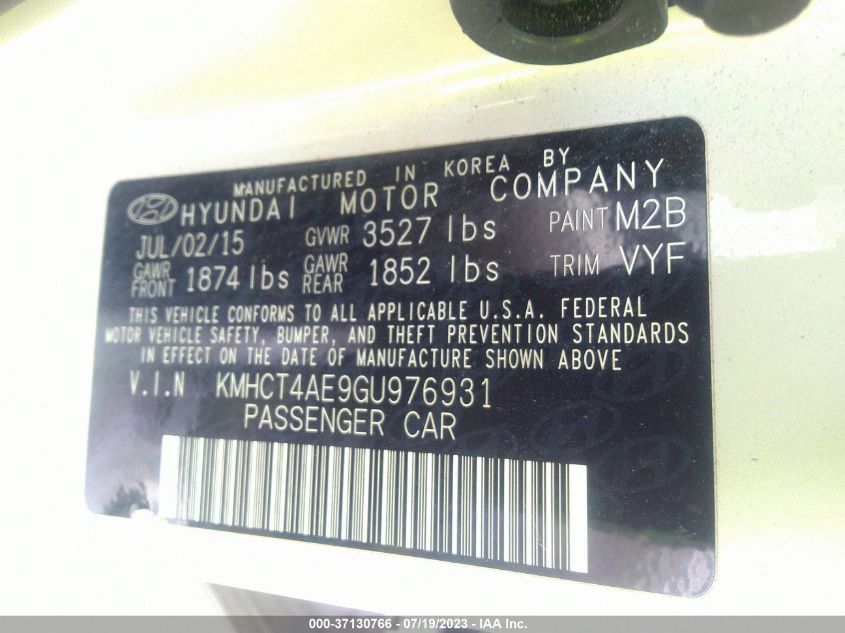 MANUFACTURED IN KOREA BY
HYUNDAI MOTOR COMPANY
JUL/02/15 GVWR 3527 lbs PAINT M2B
GAWR FRONT 1874 lbs GAWR REAR 1852 lbs TRIM VYF
THIS VEHICLE CONFORMS TO ALL APPLICABLE U.S.A. FEDERAL
MOTOR VEHICLE SAFETY, BUMPER, AND THEFT PREVENTION STANDARDS
IN EFFECT ON THE DATE OF MANUFACTURE SHOWN ABOVE
V.I.N KMHCT4AE9GU976931
PASSENGER CAR
000-37130766 - 07/19/2023 - IAA Inc.